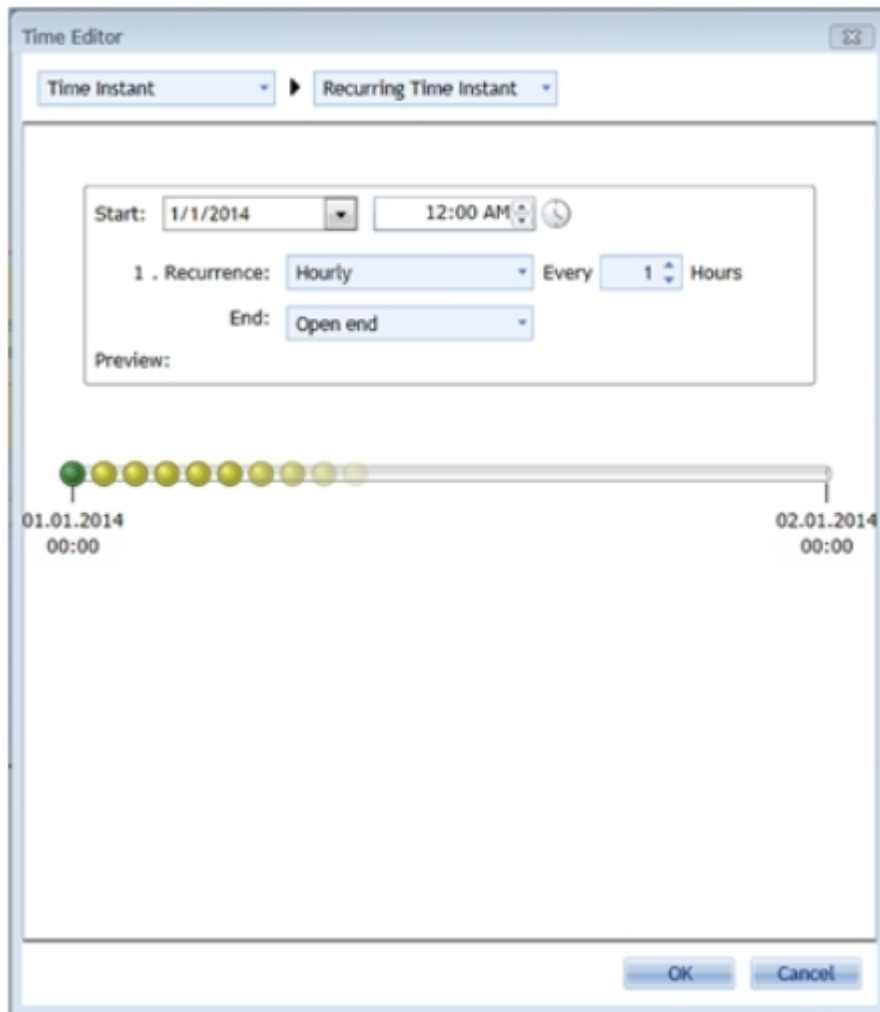 Time Editor
Time Instant Recurring Time Instant
Start: 1/1/2014 12:00 AM
1 . Recurrence: Hourly Every 1 Hours
End: Open end
Preview:
01.01.2014 02.01.2014
00:00 00:00
OK Cancel